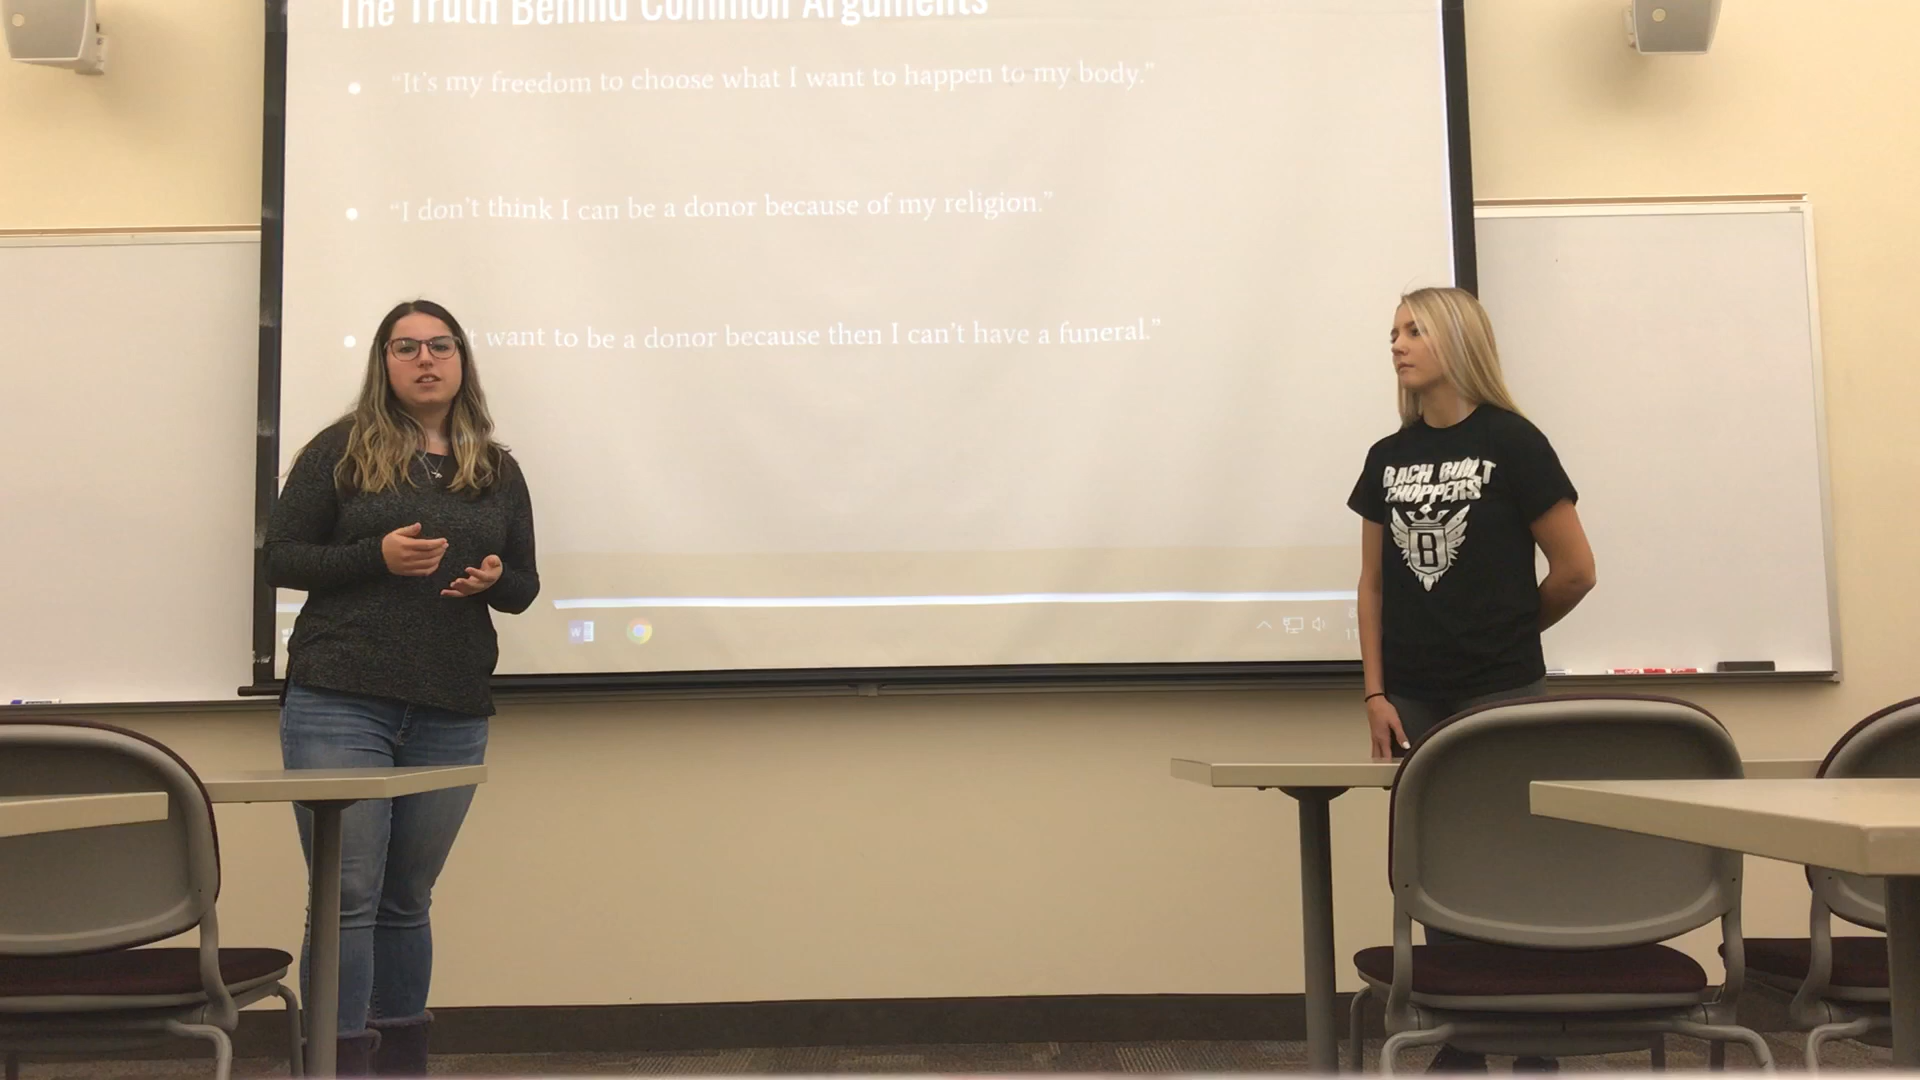 The Truth Behind Common Arguments
• “It’s my freedom to choose what I want to happen to my body.”
• “I don’t think I can be a donor because of my religion.”
• want to be a donor because then I can’t have a funeral.”
BACH BUILT
CHOPPERS
B
W